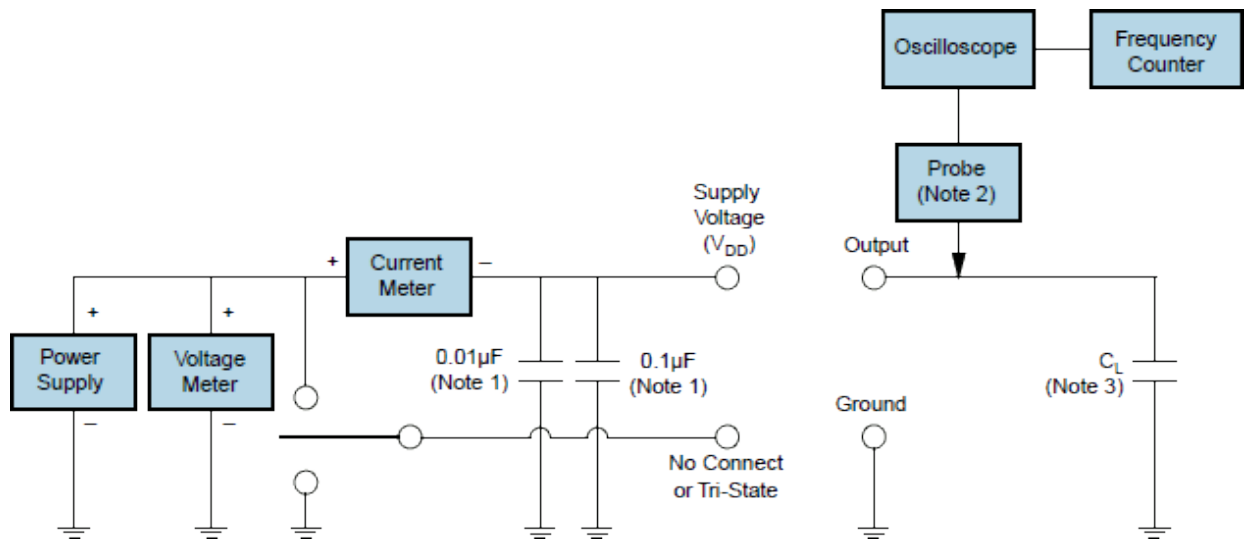 Oscilloscope
Frequency
Counter
Probe
(Note 2)
Supply
Voltage
(VDD)
Output
+
Current
Meter
–
+
+
Power
Supply
Voltage
Meter
0.01µF
(Note 1)
0.1µF
(Note 1)
CL
(Note 3)
–
–
Ground
No Connect
or Tri-State